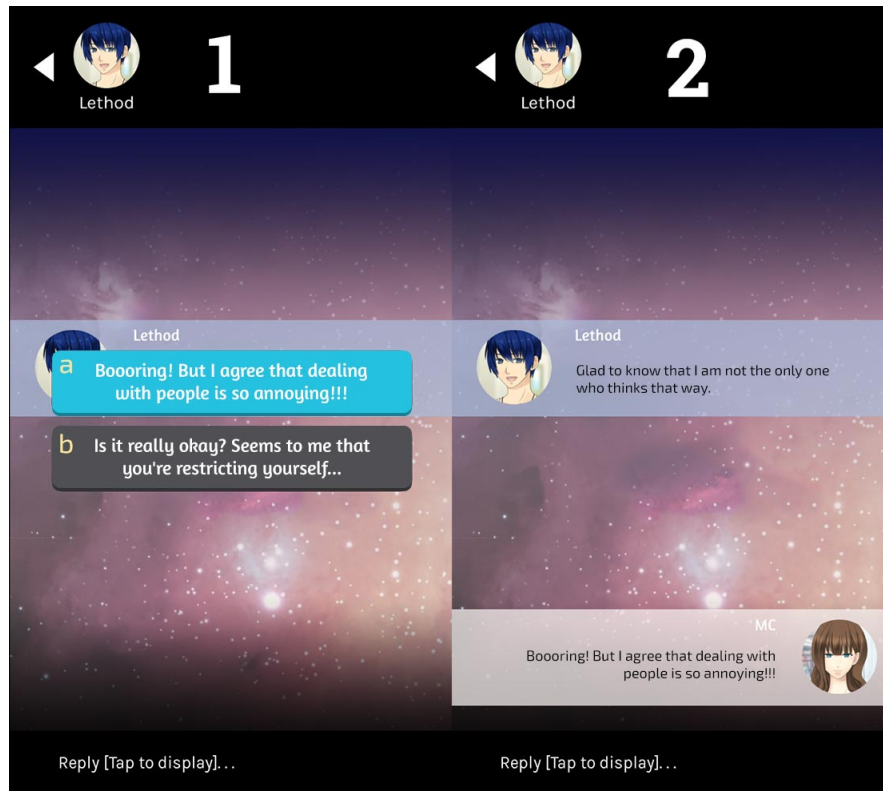 1
Lethod
Lethod
a
Boooring! But I agree that dealing
with people is so annoying!!!
b
Is it really okay? Seems to me that
you're restricting yourself...
Reply [Tap to display]...
2
Lethod
Lethod
Glad to know that I am not the only one
who thinks that way.
MC
Boooring! But I agree that dealing with
people is so annoying!!!
Reply [Tap to display]...